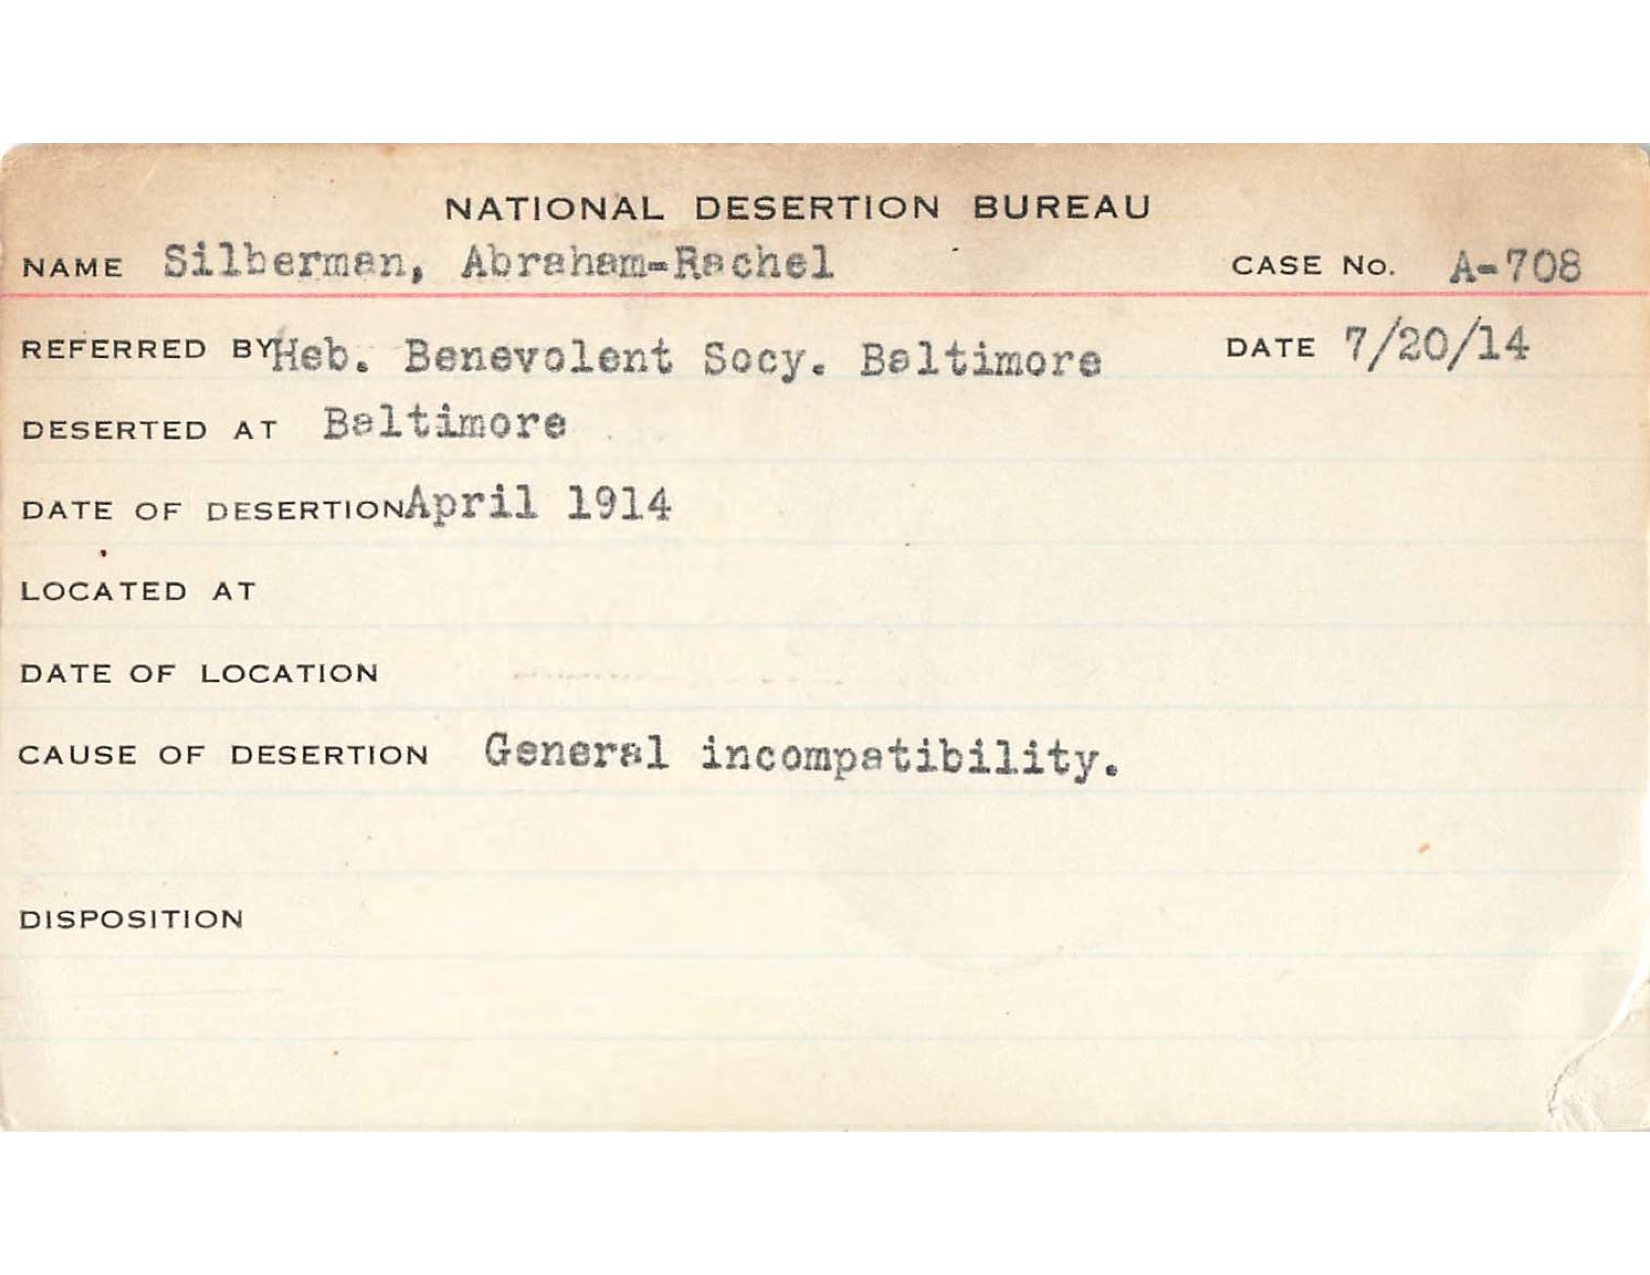 NATIONAL DESERTION BUREAU
NAME Silberman, Abraham-Rachel CASE No. A-708
REFERRED BY Heb. Benevolent Socy. Baltimore DATE 7/20/14
DESERTED AT Baltimore
DATE OF DESERTION April 1914
LOCATED AT
DATE OF LOCATION
CAUSE OF DESERTION General incompatibility.
DISPOSITION